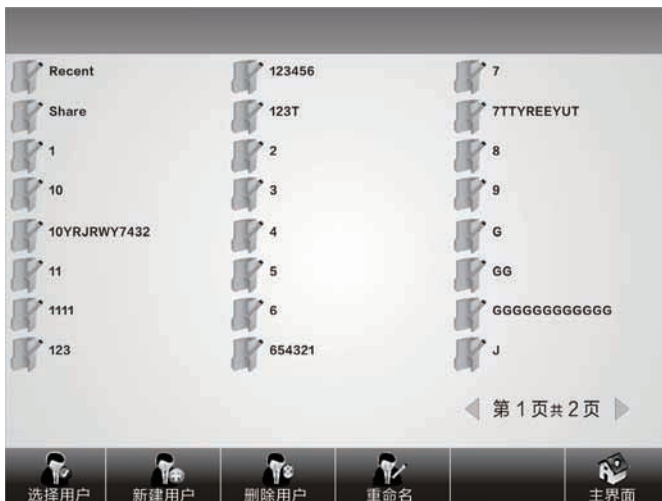 Recent
Share
1
10
10YRJRWY7432
11
1111
123
123456
123T
2
3
4
5
6
654321
7
7TTYREEYUT
8
9
G
GG
GGGGGGGGGGGG
J
第1页共2页
选择用户
新建用户
删除用户
重命名
主界面